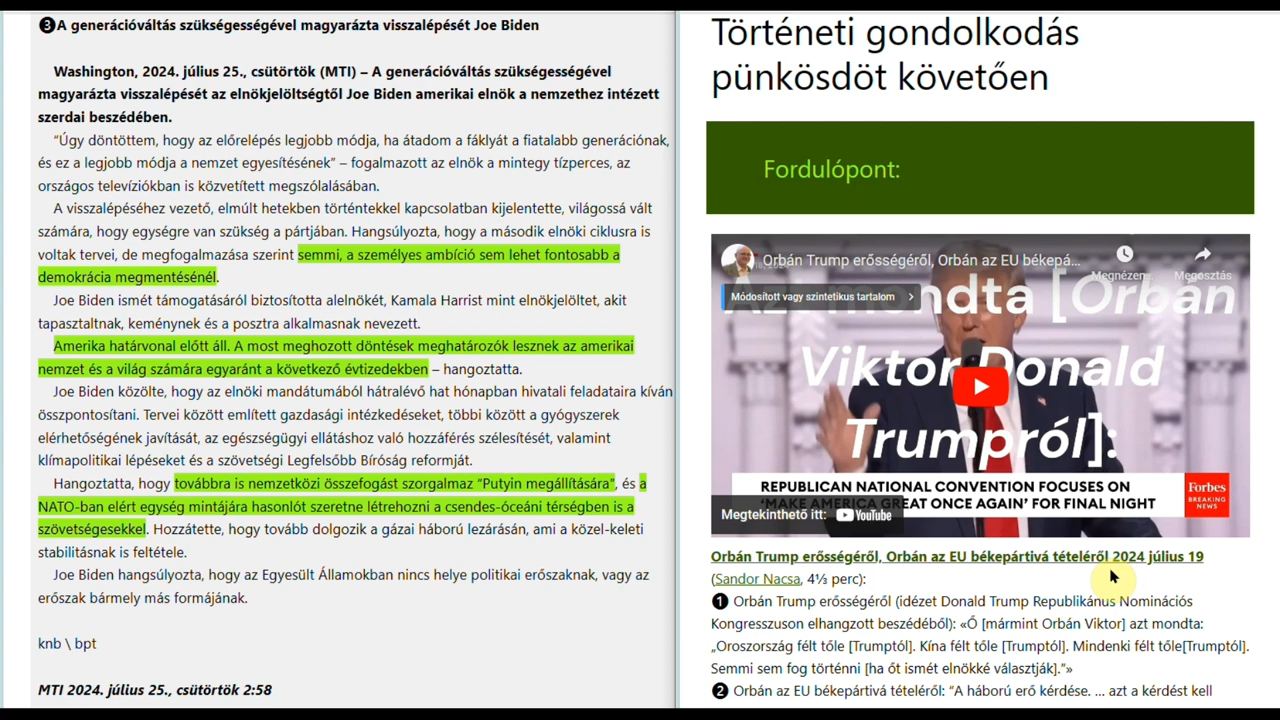 ❸A generációváltás szükségességével magyarázta visszalépését Joe Biden
Washington, 2024. július 25., csütörtök (MTI) – A generációváltás szükségességével
magyarázta visszalépését az elnökjelöltségtől Joe Biden amerikai elnök a nemzethez intézett
szerdai beszédében.
"Úgy döntöttem, hogy az előrelépés legjobb módja, ha átadom a fáklyát a fiatalabb generációnak,
és ez a legjobb módja a nemzet egyesítésének" – fogalmazott az elnök a mintegy tízperces, az
országos televíziókban is közvetített megszólalásában.
A visszalépéséhez vezető, elmúlt hetekben történtekkel kapcsolatban kijelentette, világossá vált
számára, hogy egységre van szükség a pártjában. Hangsúlyozta, hogy a második elnöki ciklusra is
voltak tervei, de megfogalmazása szerint semmi, a személyes ambíció sem lehet fontosabb a
demokrácia megmentésénél.
Joe Biden ismét támogatásáról biztosította alelnökét, Kamala Harrist mint elnökjelöltet, akit
tapasztaltnak, keménynek és a posztra alkalmasnak nevezett.
Amerika határvonal előtt áll. A most meghozott döntések meghatározók lesznek az amerikai
nemzet és a világ számára egyaránt a következő évtizedekben – hangoztatta.
Joe Biden közölte, hogy az elnöki mandátumából hátralévő hat hónapban hivatali feladataira kíván
összpontosítani. Tervei között említett gazdasági intézkedéseket, többi között a gyógyszerek
elérhetőségének javítását, az egészségügyi ellátáshoz való hozzáférés szélesítését, valamint
klímapolitikai lépéseket és a szövetségi Legfelsőbb Bíróság reformját.
Hangoztatta, hogy továbbra is nemzetközi összefogást szorgalmaz "Putyin megállítására", és a
NATO-ban elért egység mintájára hasonlót szeretne létrehozni a csendes-óceáni térségben is a
szövetségesekkel. Hozzátette, hogy tovább dolgozik a gázai háború lezárásán, ami a közel-keleti
stabilitásnak is feltétele.
Joe Biden hangsúlyozta, hogy az Egyesült Államokban nincs helye politikai erőszaknak, vagy az
erőszak bármely más formájának.
knb \ bpt
MTI 2024. július 25., csütörtök 2:58
Történeti gondolkodás
pünkösdöt követően
Fordulópont:
Orbán Trump erősségéről, Orbán az EU békepá...
Megnézen...
Megosztás
Módosított vagy szintetikus tartalom >
Azt mondta [Orbán
Viktor Donald
Trumpról]:
REPUBLICAN NATIONAL CONVENTION FOCUSES ON
'MAKE AMERICA GREAT ONCE AGAIN' FOR FINAL NIGHT
Forbes
BREAKING
NEWS
Megtekinthető itt: YouTube
Orbán Trump erősségéről, Orbán az EU békepártivá tételéről 2024 július 19
(Sandor Nacsa, 4⅓ perc):
❶ Orbán Trump erősségéről (idézet Donald Trump Republikánus Nominációs
Kongresszuson elhangzott beszédéből): «Ő [mármint Orbán Viktor] azt mondta:
„Oroszország félt tőle [Trumptól]. Kína félt tőle [Trumptól]. Mindenki félt tőle[Trumptól].
Semmi sem fog történni [ha őt ismét elnökké választják]."»
❷ Orbán az EU békepártivá tételéről: "A háború erő kérdése. ... azt a kérdést kell